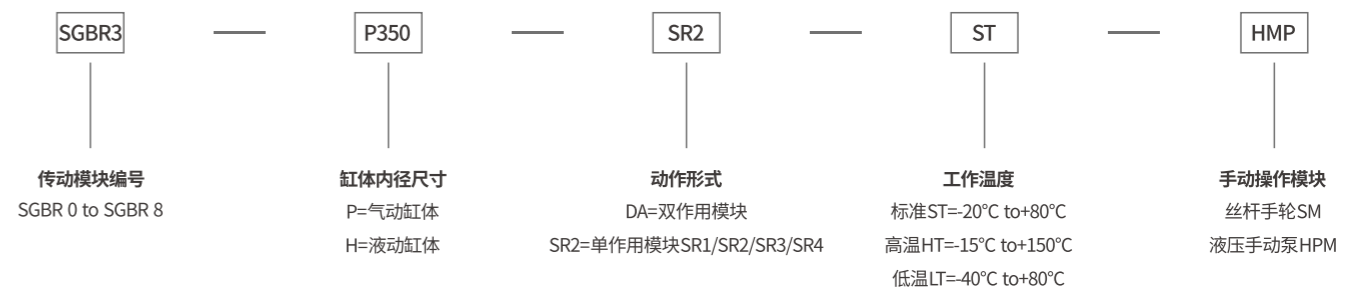 SGBR3 — P350 — SR2 — ST — HMP
传动模块编号
SGBR 0 to SGBR 8
缸体内径尺寸
P=气动缸体
H=液动缸体
动作形式
DA=双作用模块
SR2=单作用模块SR1/SR2/SR3/SR4
工作温度
标准ST=-20℃ to+80℃
高温HT=-15℃ to+150℃
低温LT=-40℃ to+80℃
手动操作模块
丝杆手轮SM
液压手动泵HPM